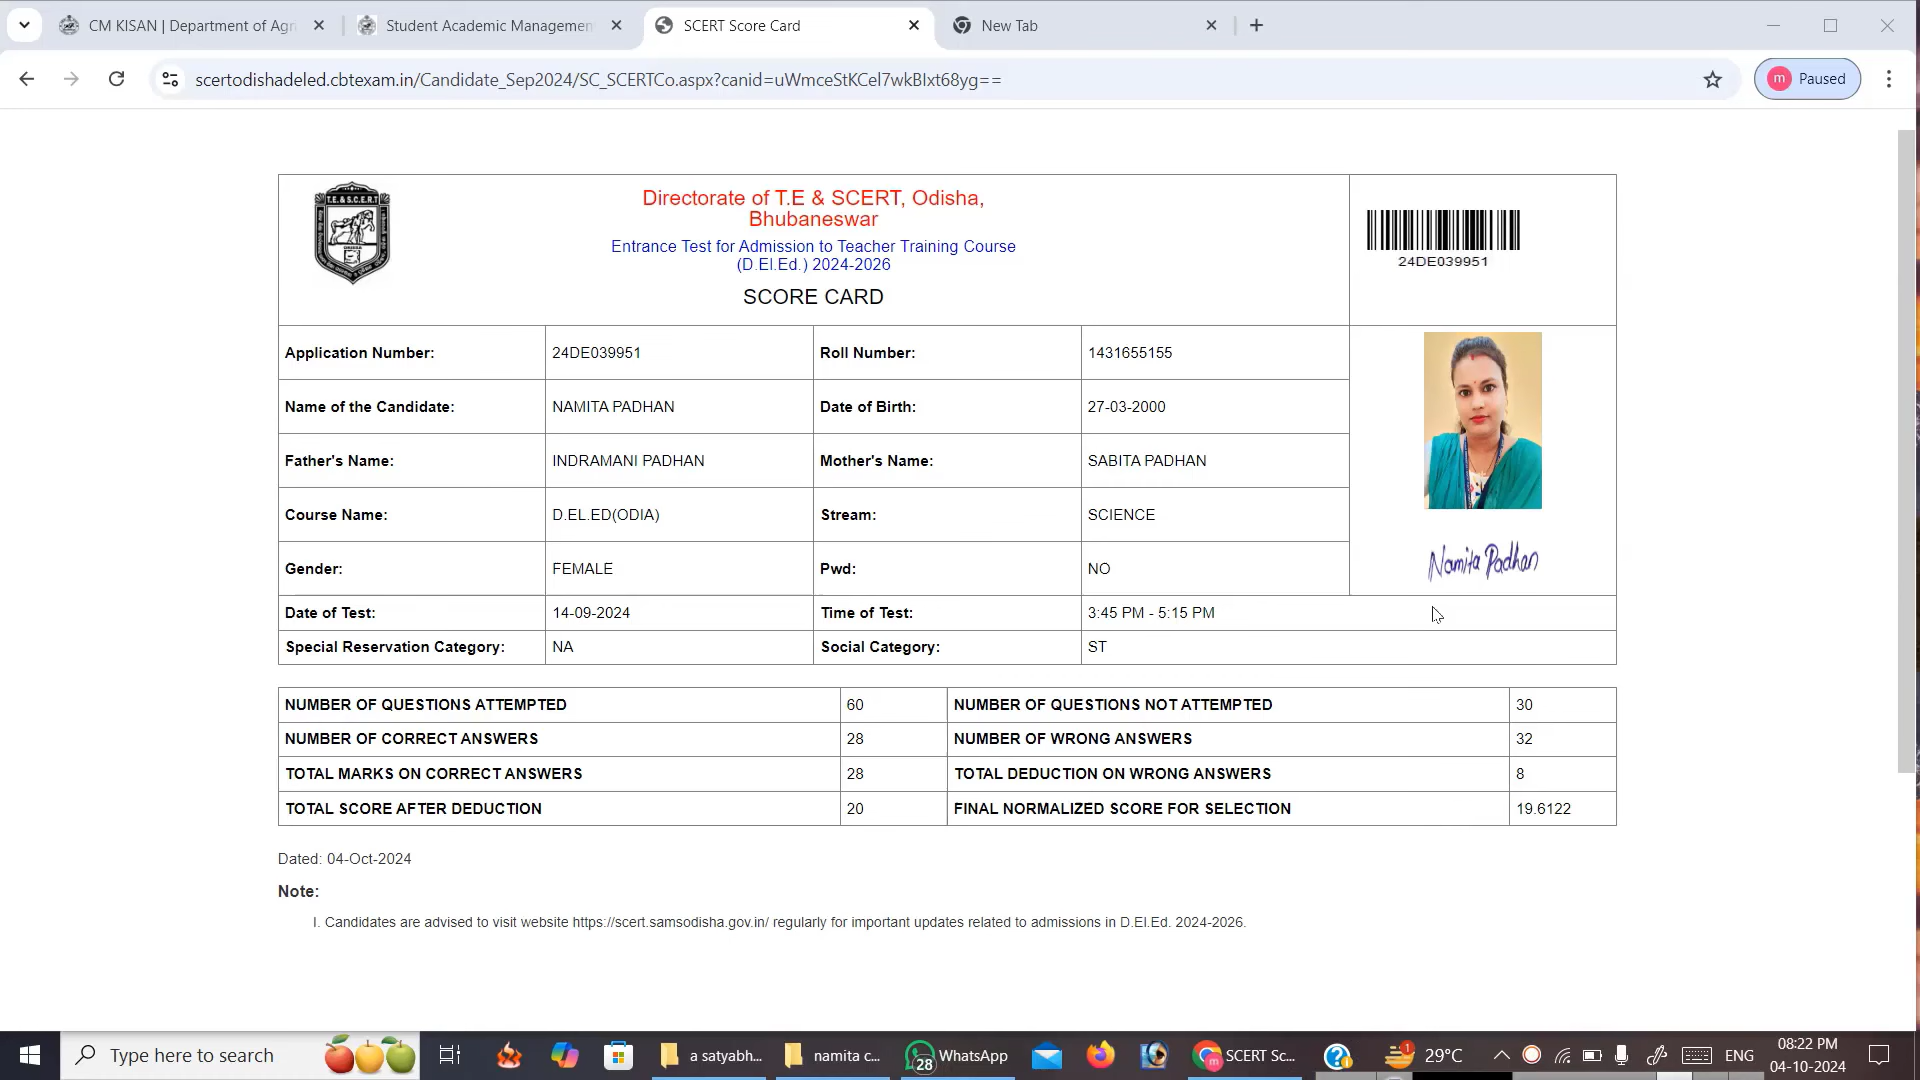 CM KISAN | Department of Agri
Student Academic Management
SCERT Score Card
New Tab
scertodishadeled.cbtexam.in/Candidate_Sep2024/SC_SCERTCo.aspx?canid=uWmceStKCel7wkBIxt68yg==
m Paused
T.E. & S.C.E.R.T
Directorate of T.E & SCERT, Odisha,
Bhubaneswar
Entrance Test for Admission to Teacher Training Course
(D.El.Ed.) 2024-2026
SCORE CARD
24DE039951
Application Number: 24DE039951 Roll Number: 1431655155
Name of the Candidate: NAMITA PADHAN Date of Birth: 27-03-2000
Father's Name: INDRAMANI PADHAN Mother's Name: SABITA PADHAN
Course Name: D.EL.ED(ODIA) Stream: SCIENCE
Gender: FEMALE Pwd: NO
Namita Padhan
Date of Test: 14-09-2024 Time of Test: 3:45 PM - 5:15 PM
Special Reservation Category: NA Social Category: ST
NUMBER OF QUESTIONS ATTEMPTED 60 NUMBER OF QUESTIONS NOT ATTEMPTED 30
NUMBER OF CORRECT ANSWERS 28 NUMBER OF WRONG ANSWERS 32
TOTAL MARKS ON CORRECT ANSWERS 28 TOTAL DEDUCTION ON WRONG ANSWERS 8
TOTAL SCORE AFTER DEDUCTION 20 FINAL NORMALIZED SCORE FOR SELECTION 19.6122
Dated: 04-Oct-2024
Note:
I. Candidates are advised to visit website https://scert.samsodisha.gov.in/ regularly for important updates related to admissions in D.El.Ed. 2024-2026.
Type here to search
a satyabh...
namita c...
28 WhatsApp
m SCERT Sc...
1 29°C
ENG
08:22 PM
04-10-2024